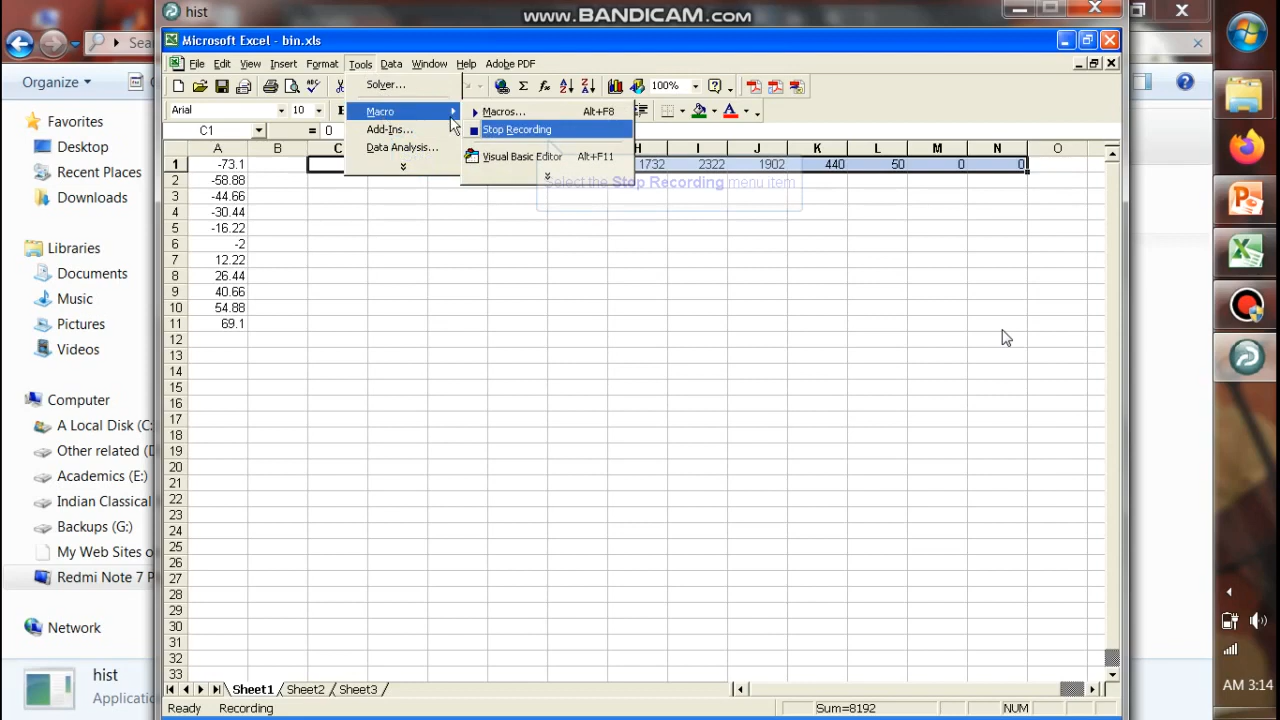 www.BANDICAM.com
hist
Sea
Microsoft Excel - bin.xls
File Edit View Insert Format Tools Data Window Help Adobe PDF
100%
Arial 10
C1 = 0
Solver...
Macro
Add-Ins...
Data Analysis...
Macros... Alt+F8
Stop Recording
Visual Basic Editor Alt+F11
Select the Stop Recording menu item
A B C H I J K L M N O
1 -73.1 1732 2322 1902 440 50 0 0
2 -58.88
3 -44.66
4 -30.44
5 -16.22
6 -2
7 12.22
8 26.44
9 40.66
10 54.88
11 69.1
12
13
14
15
16
17
18
19
20
21
22
23
24
25
26
27
28
29
30
31
32
33
Sheet1 Sheet2 Sheet3
Ready Recording Sum=8192 NUM
Organize
Favorites
Desktop
Recent Places
Downloads
Libraries
Documents
Music
Pictures
Videos
Computer
A Local Disk (C:
Other related (D
Academics (E:)
Indian Classical
Backups (G:)
My Web Sites o
Redmi Note 7 P
Network
hist
Applicatio
AM 3:14